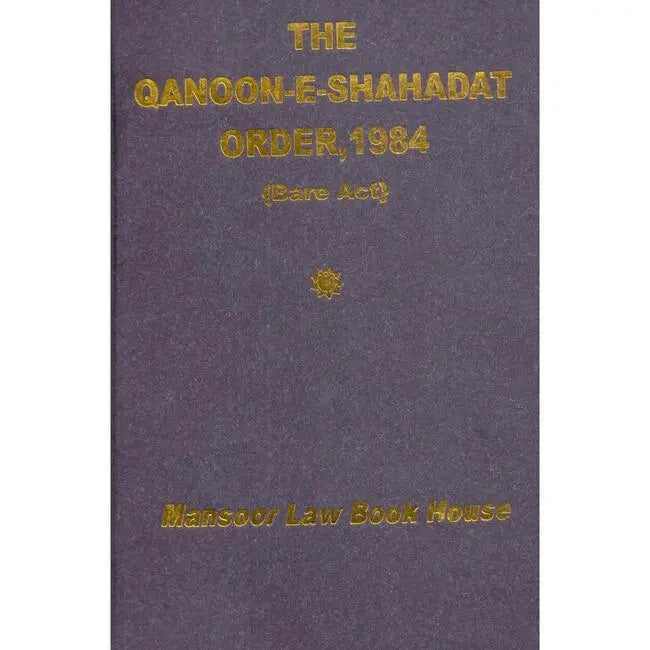 THE
QANOON-E-SHAHADAT
ORDER,1984
{Bare Act}
Mansoor Law Book House